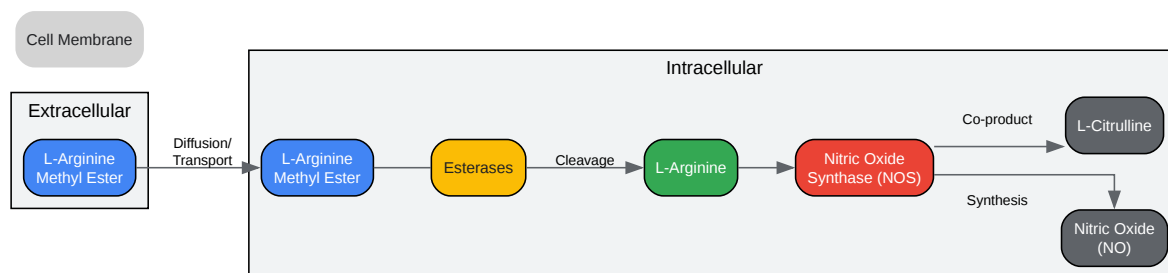 Cell Membrane
Intracellular
Extracellular
L-Arginine
Methyl Ester
Diffusion/
Transport
L-Arginine
Methyl Ester
Esterases
Cleavage
L-Arginine
Nitric Oxide
Synthase (NOS)
Co-product
L-Citrulline
Synthesis
Nitric Oxide
(NO)